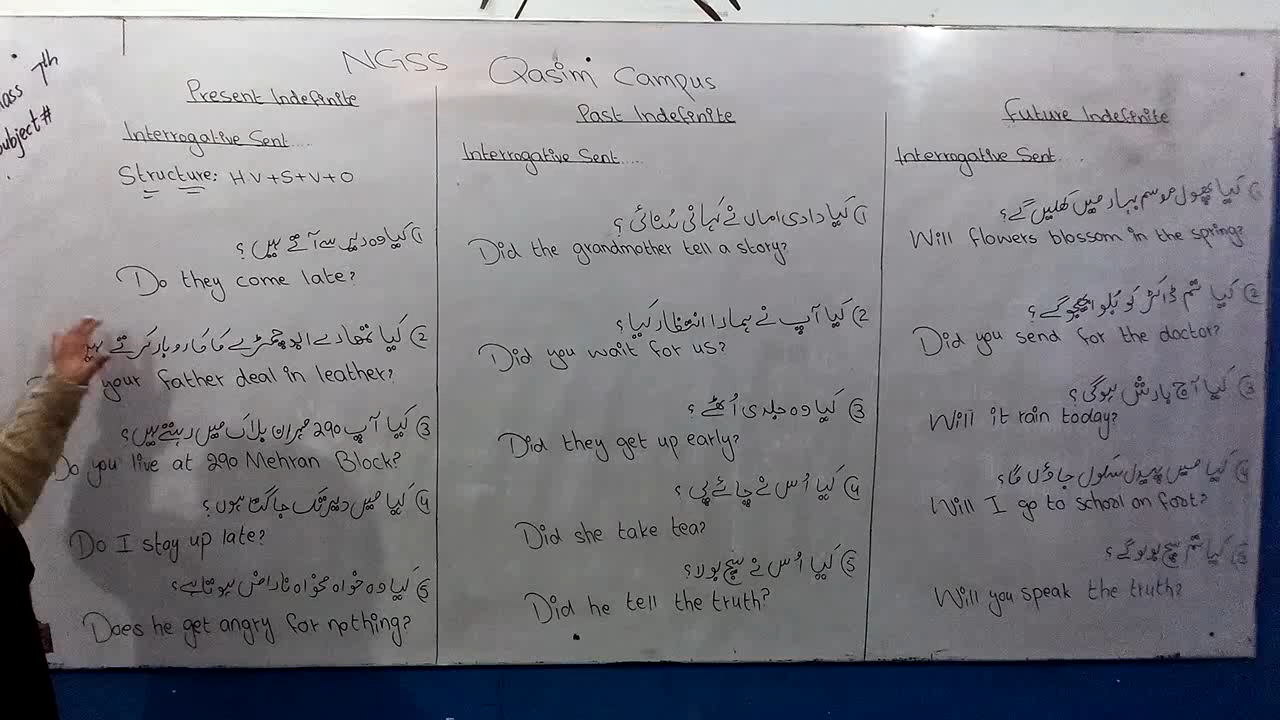 NGSS Qasim Campus
7th
Subject#
Present Indefinite
Interrogative Sent....
Structure: H.V+S+V+O
① کیا وہ دیر سے آتے ہیں؟
Do they come late?
② کیا تمھارے ابو چمڑے کا کاروبار کرتے ہیں
your father deal in leather?
③ کیا آپ 290 مہران بلاک میں رہتے ہیں؟
Do you live at 290 Mehran Block?
④ کیا میں دیر تک جاگتا ہوں؟
Do I stay up late?
⑤ کیا وہ خواہ مخواہ ناراض ہوتا ہے؟
Does he get angry for nothing?
Past Indefinite
Interrogative Sent.....
① کیا دادی اماں نے کہانی سُنائی؟
Did the grandmother tell a story?
② کیا آپ نے ہمارا انتظار کیا؟
Did you wait for us?
③ کیا وہ جلدی اُٹھے؟
Did they get up early?
④ کیا اُس نے چائے پی؟
Did she take tea?
⑤ کیا اُس نے سچ بولا؟
Did he tell the truth?
Future Indefinite
Interrogative Sent....
① کیا پھول موسم بہار میں کھلیں گے؟
Will flowers blossom in the spring?
② کیا تم ڈاکٹر کو بُلوا بھیجو گے؟
Did you send for the doctor?
③ کیا آج بارش ہوگی؟
Will it rain today?
④ کیا میں پیدل سکول جاؤں گا؟
Will I go to school on foot?
⑤ کیا تم سچ بولو گے؟
Will you speak the truth?